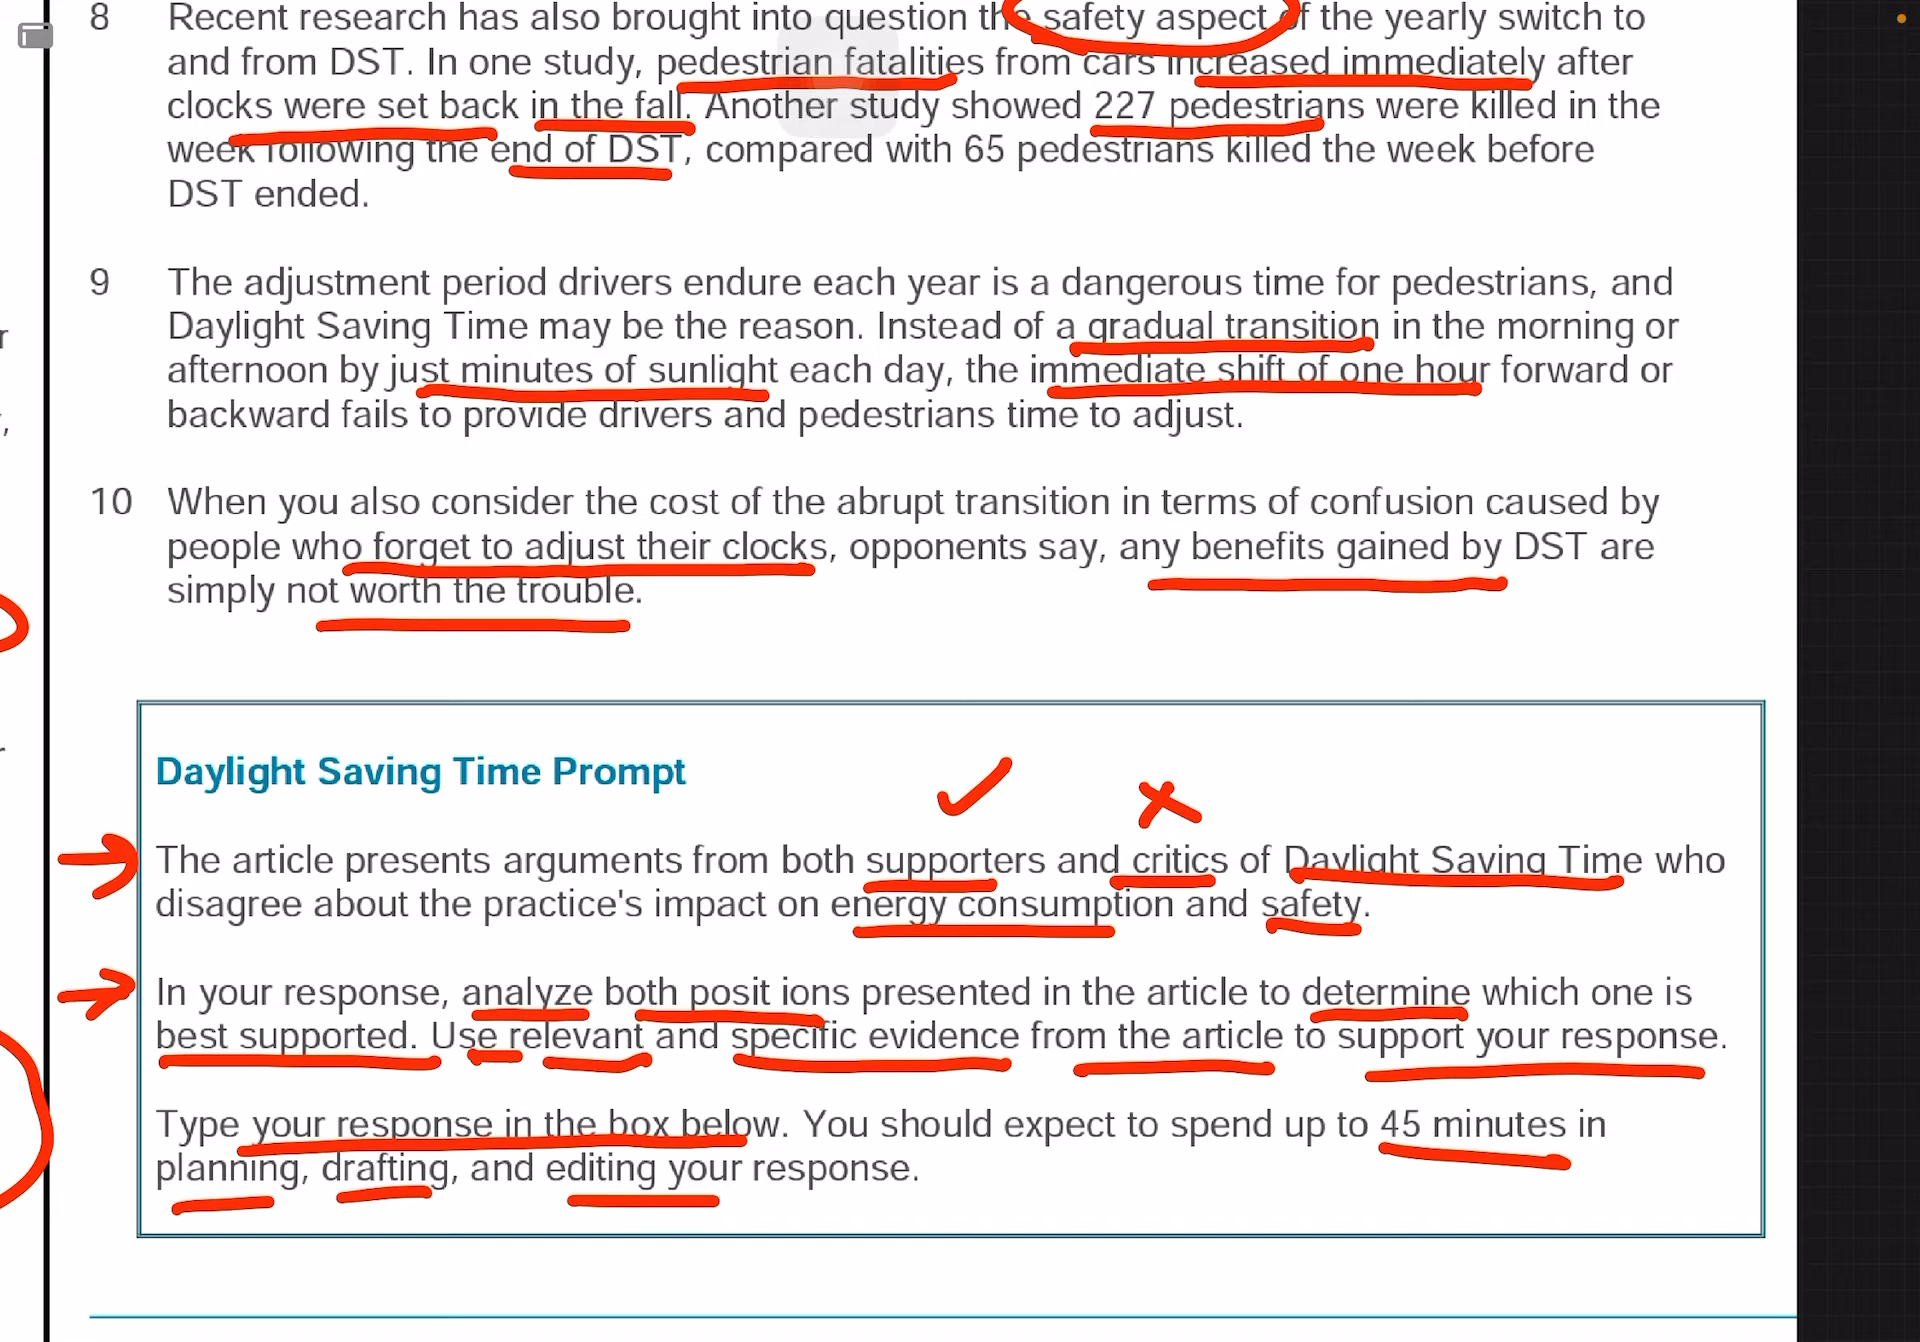 8 Recent research has also brought into question the safety aspect of the yearly switch to
and from DST. In one study, pedestrian fatalities from cars increased immediately after
clocks were set back in the fall. Another study showed 227 pedestrians were killed in the
week following the end of DST, compared with 65 pedestrians killed the week before
DST ended.
9 The adjustment period drivers endure each year is a dangerous time for pedestrians, and
Daylight Saving Time may be the reason. Instead of a gradual transition in the morning or
afternoon by just minutes of sunlight each day, the immediate shift of one hour forward or
backward fails to provide drivers and pedestrians time to adjust.
10 When you also consider the cost of the abrupt transition in terms of confusion caused by
people who forget to adjust their clocks, opponents say, any benefits gained by DST are
simply not worth the trouble.
Daylight Saving Time Prompt
The article presents arguments from both supporters and critics of Daylight Saving Time who
disagree about the practice's impact on energy consumption and safety.
In your response, analyze both posit ions presented in the article to determine which one is
best supported. Use relevant and specific evidence from the article to support your response.
Type your response in the box below. You should expect to spend up to 45 minutes in
planning, drafting, and editing your response.